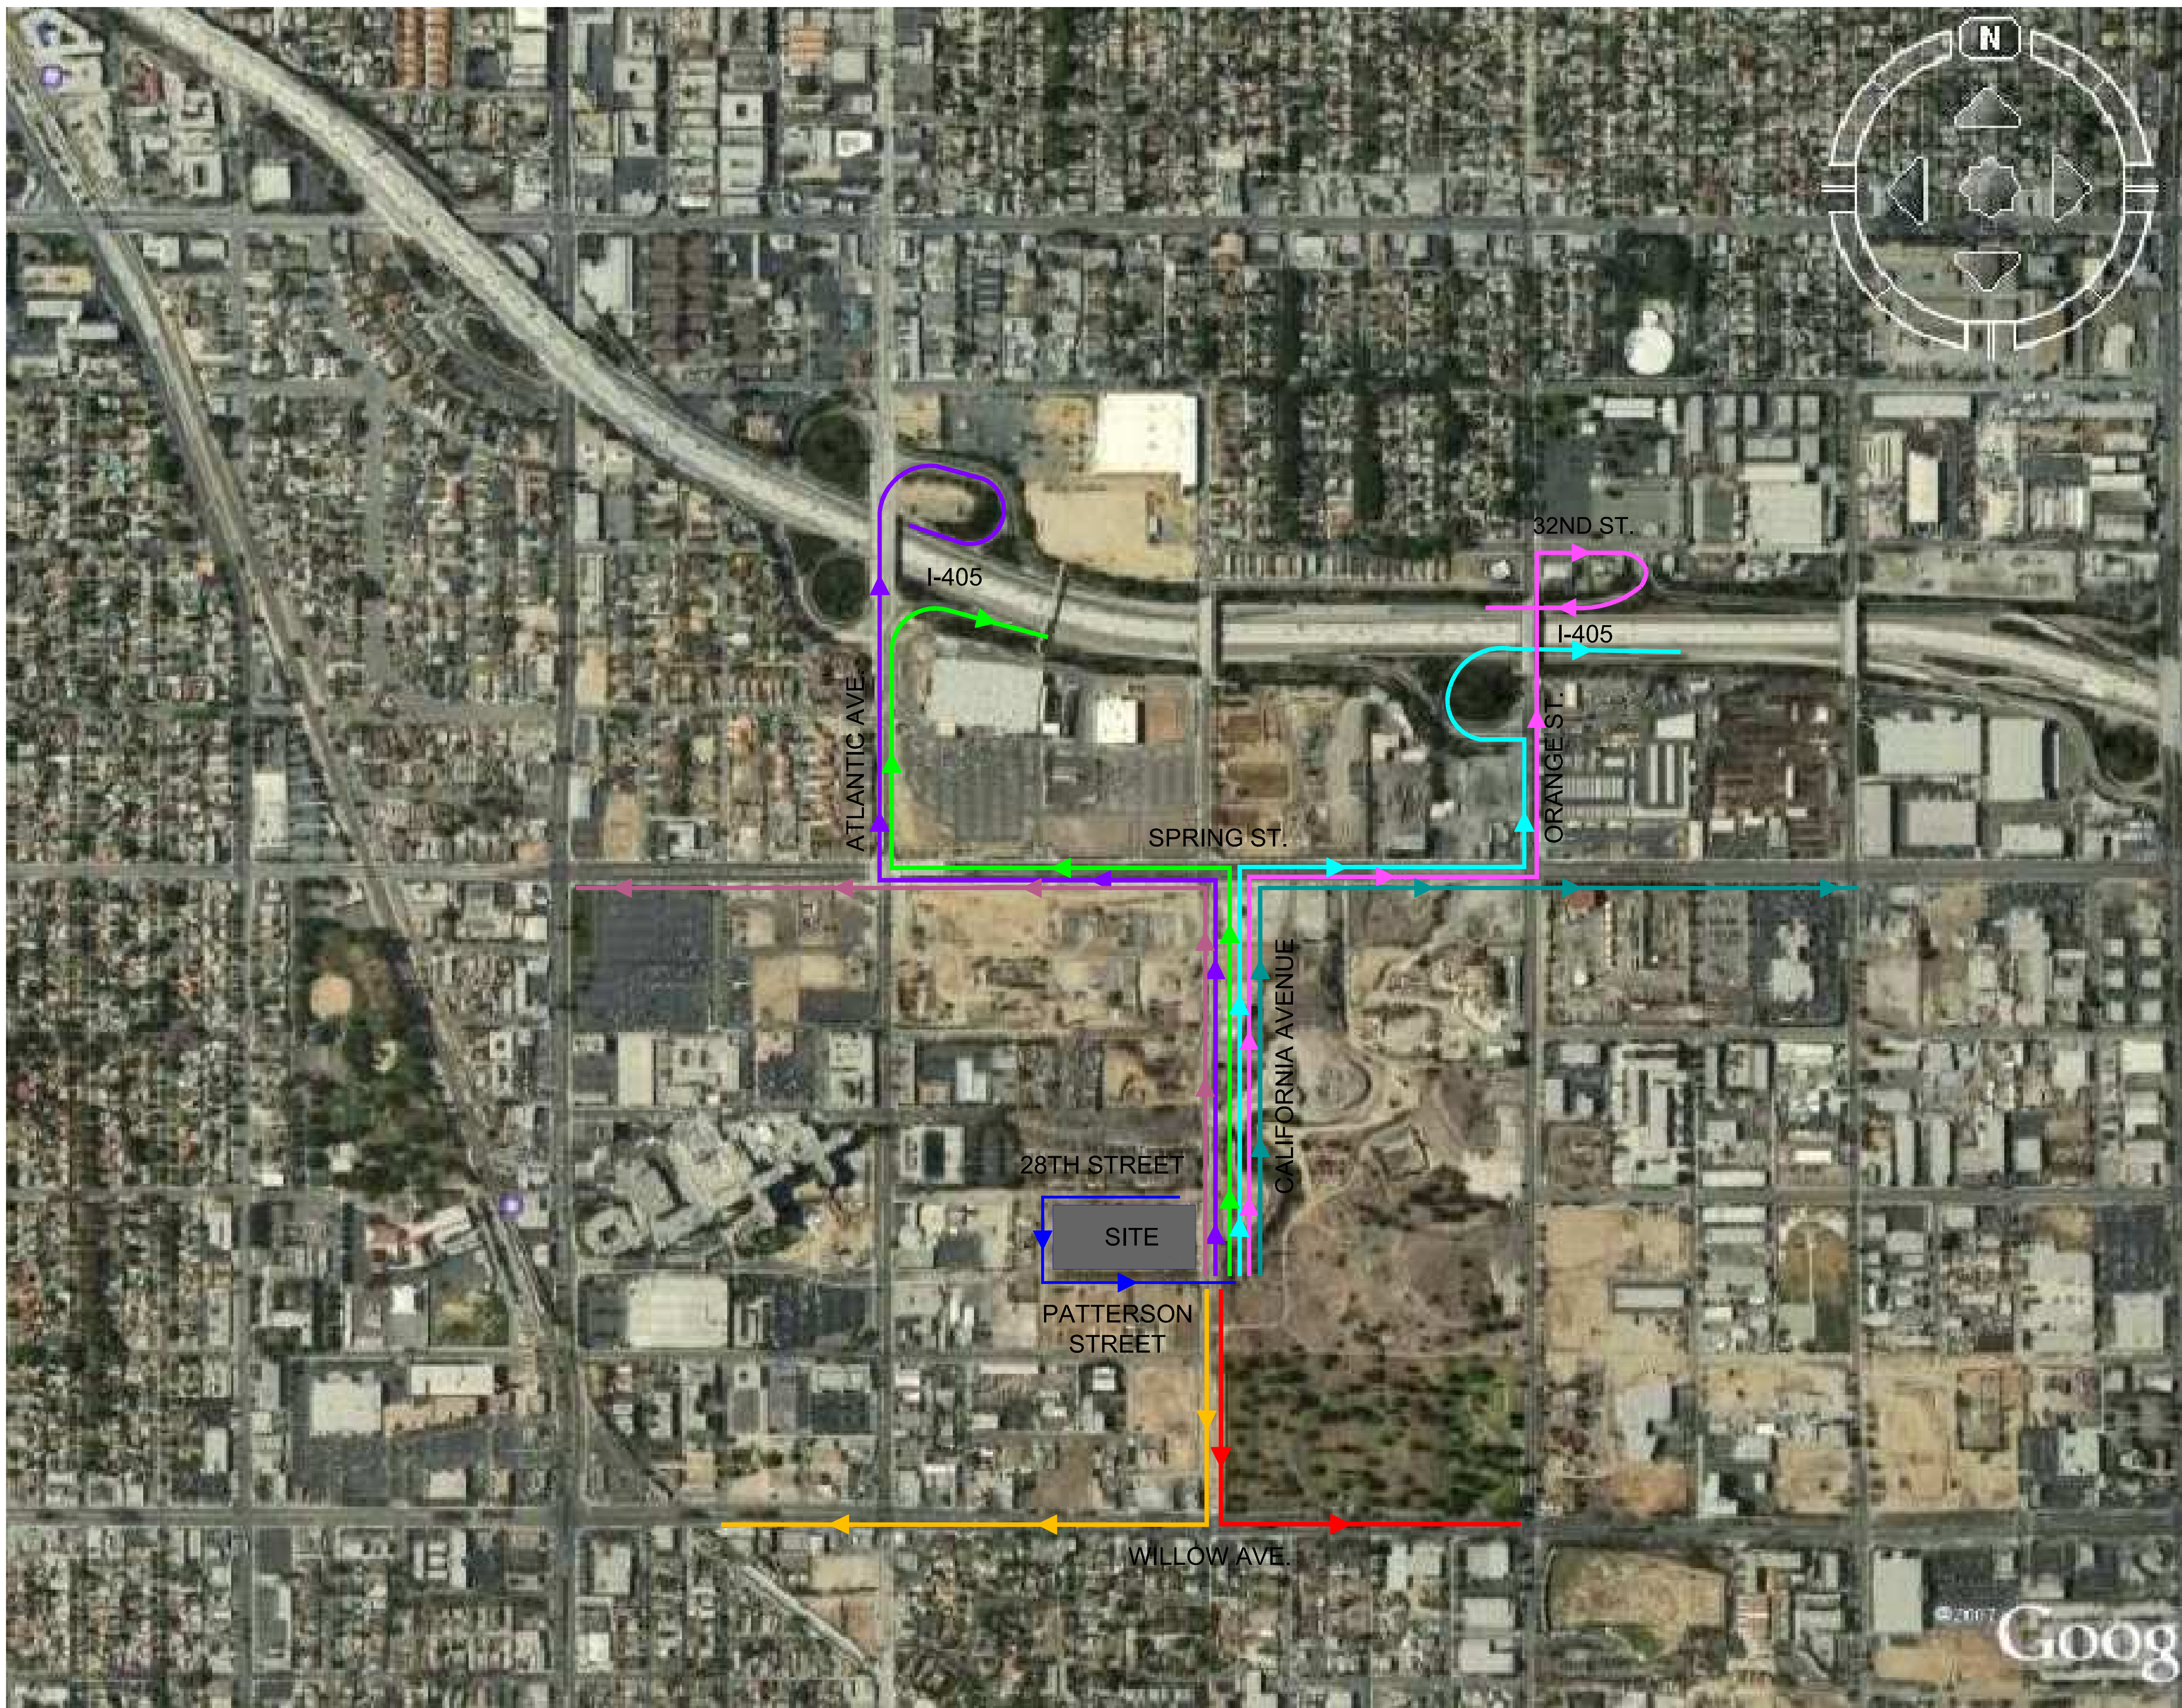 N
32ND ST.
I-405
I-405
ATLANTIC AVE.
ORANGE ST.
SPRING ST.
CALIFORNIA AVENUE
28TH STREET
SITE
PATTERSON
STREET
WILLOW AVE.
©2007 Goog